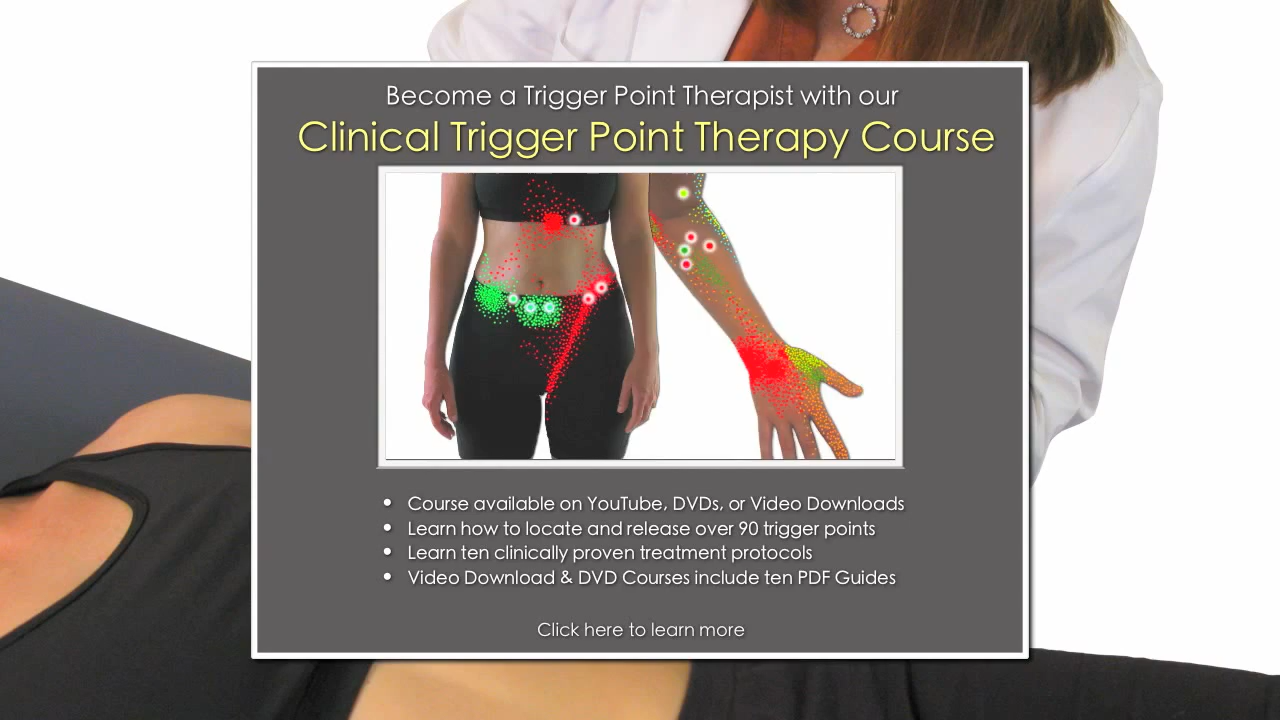 Become a Trigger Point Therapist with our
Clinical Trigger Point Therapy Course
• Course available on YouTube, DVDs, or Video Downloads
• Learn how to locate and release over 90 trigger points
• Learn ten clinically proven treatment protocols
• Video Download & DVD Courses include ten PDF Guides
Click here to learn more